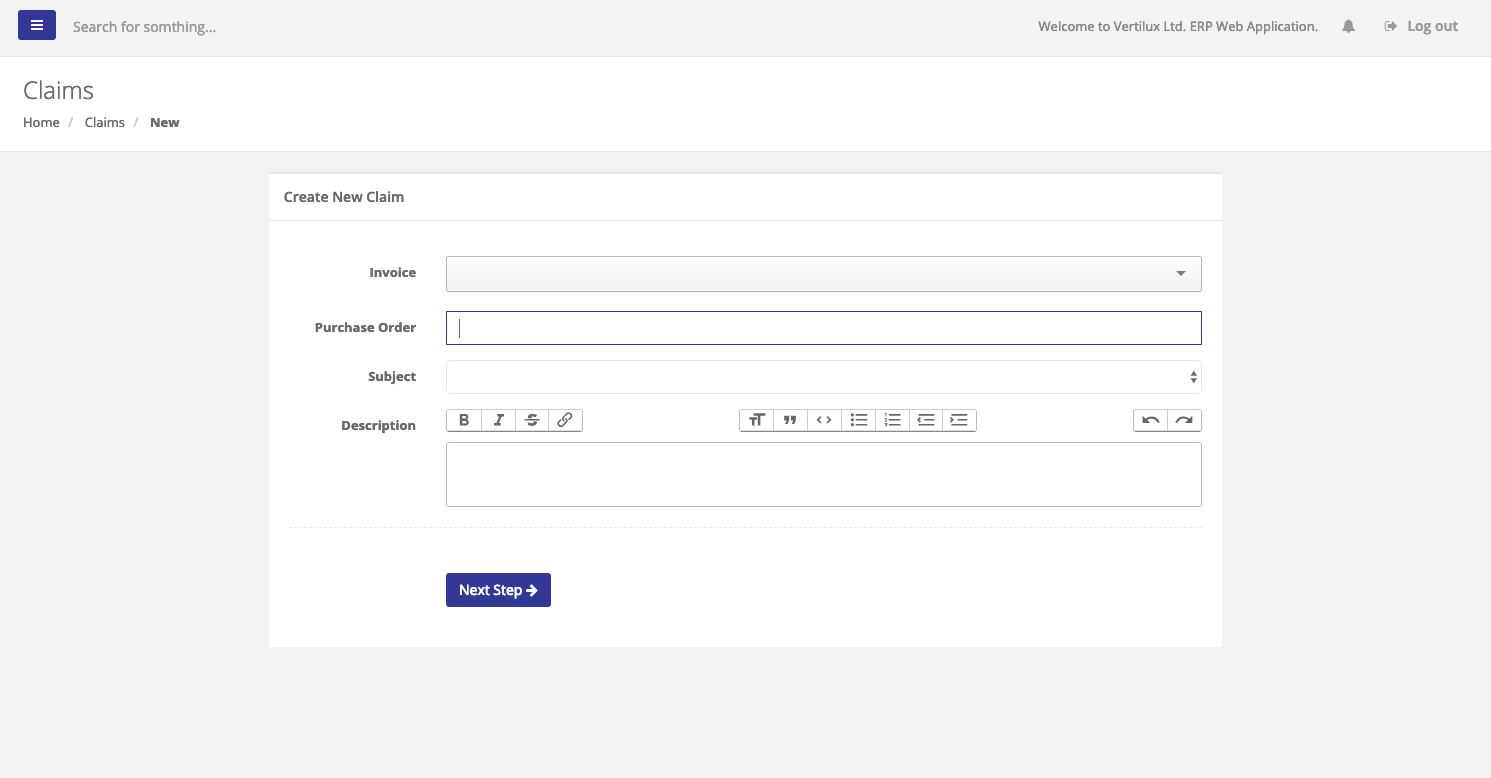 Search for somthing...
Welcome to Vertilux Ltd. ERP Web Application.
Log out
Claims
Home / Claims / New
Create New Claim
Invoice
Purchase Order
Subject
Description
Next Step